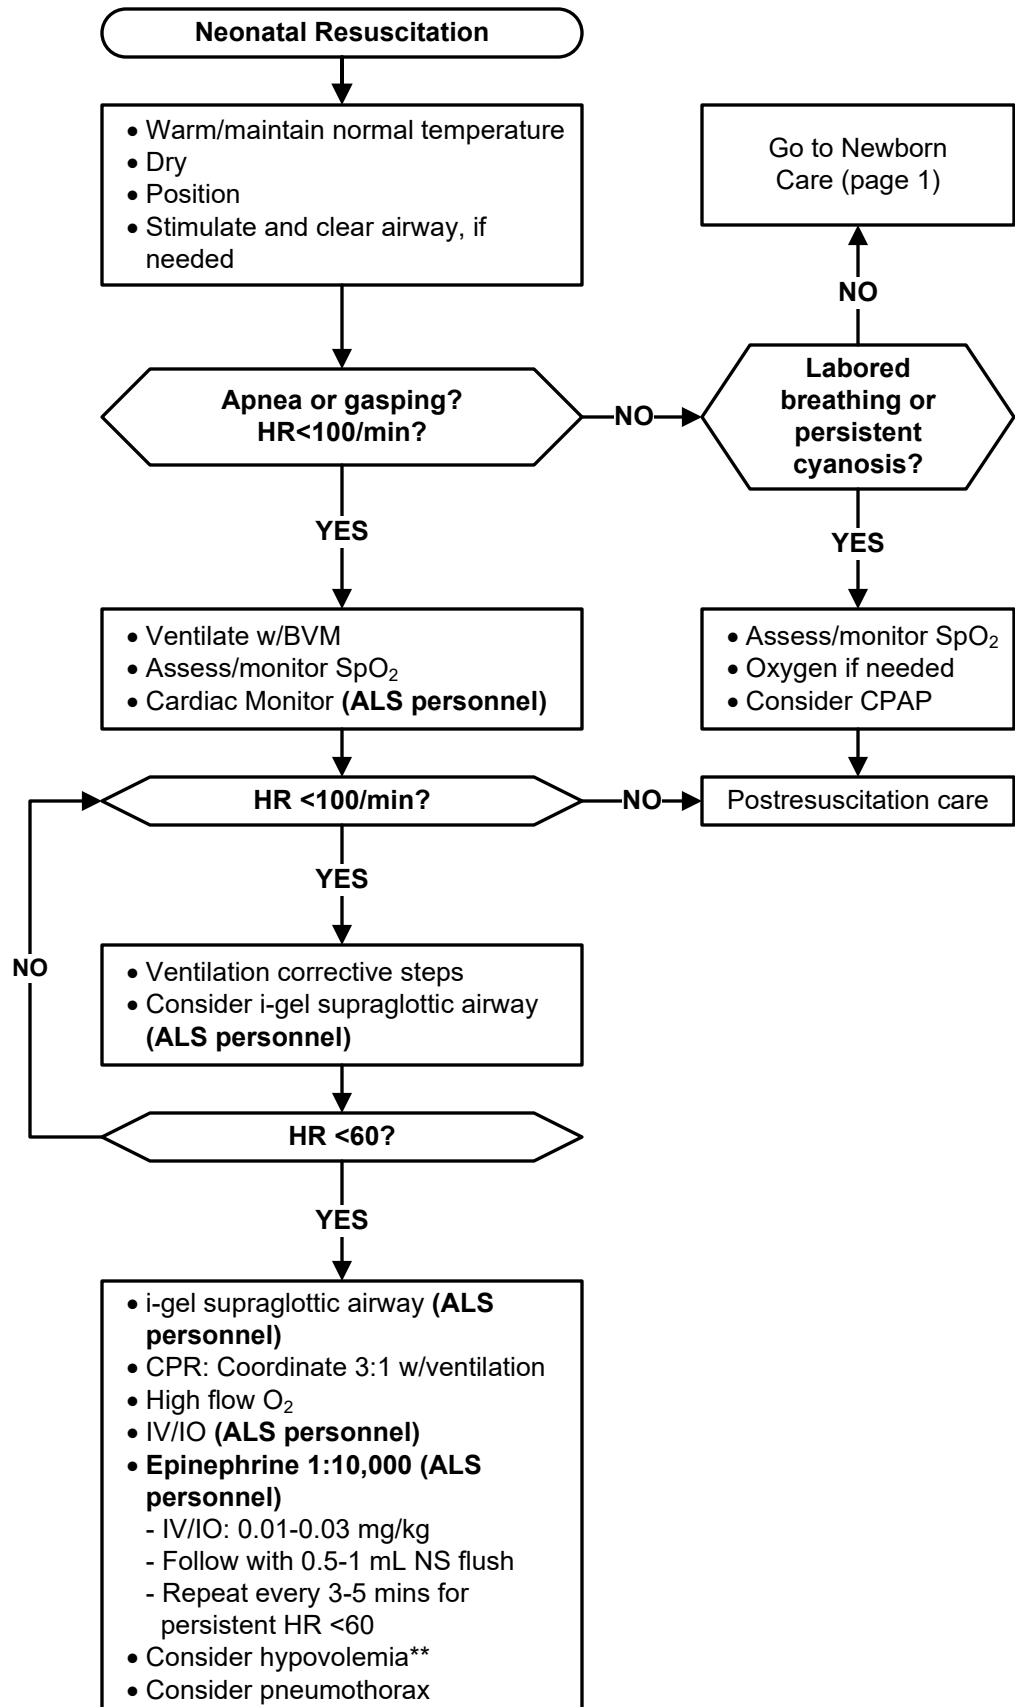 Neonatal Resuscitation
• Warm/maintain normal temperature
• Dry
• Position
• Stimulate and clear airway, if
needed
Go to Newborn
Care (page 1)
NO
Apnea or gasping?
HR<100/min?
NO
Labored
breathing or
persistent
cyanosis?
YES
YES
• Ventilate w/BVM
• Assess/monitor SpO₂
• Cardiac Monitor (ALS personnel)
• Assess/monitor SpO₂
• Oxygen if needed
• Consider CPAP
HR <100/min?
NO
Postresuscitation care
YES
NO
• Ventilation corrective steps
• Consider i-gel supraglottic airway
(ALS personnel)
HR <60?
YES
• i-gel supraglottic airway (ALS
personnel)
• CPR: Coordinate 3:1 w/ventilation
• High flow O₂
• IV/IO (ALS personnel)
• Epinephrine 1:10,000 (ALS
personnel)
- IV/IO: 0.01-0.03 mg/kg
- Follow with 0.5-1 mL NS flush
- Repeat every 3-5 mins for
persistent HR <60
• Consider hypovolemia**
• Consider pneumothorax